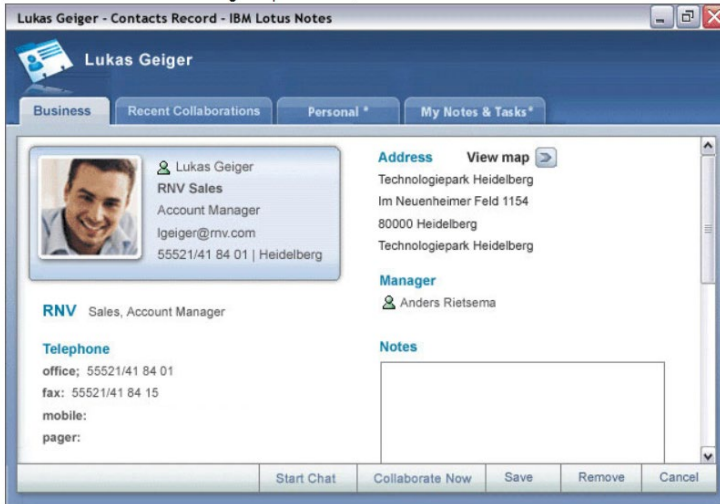 Lukas Geiger - Contacts Record - IBM Lotus Notes
Lukas Geiger
Business
Recent Collaborations
Personal *
My Notes & Tasks*
Lukas Geiger
RNV Sales
Account Manager
lgeiger@rnv.com
55521/41 84 01 | Heidelberg
RNV Sales, Account Manager
Telephone
office; 55521/41 84 01
fax: 55521/41 84 15
mobile:
pager:
Address View map
Technologiepark Heidelberg
Im Neuenheimer Feld 1154
80000 Heidelberg
Technologiepark Heidelberg
Manager
Anders Rietsema
Notes
Start Chat
Collaborate Now
Save
Remove
Cancel